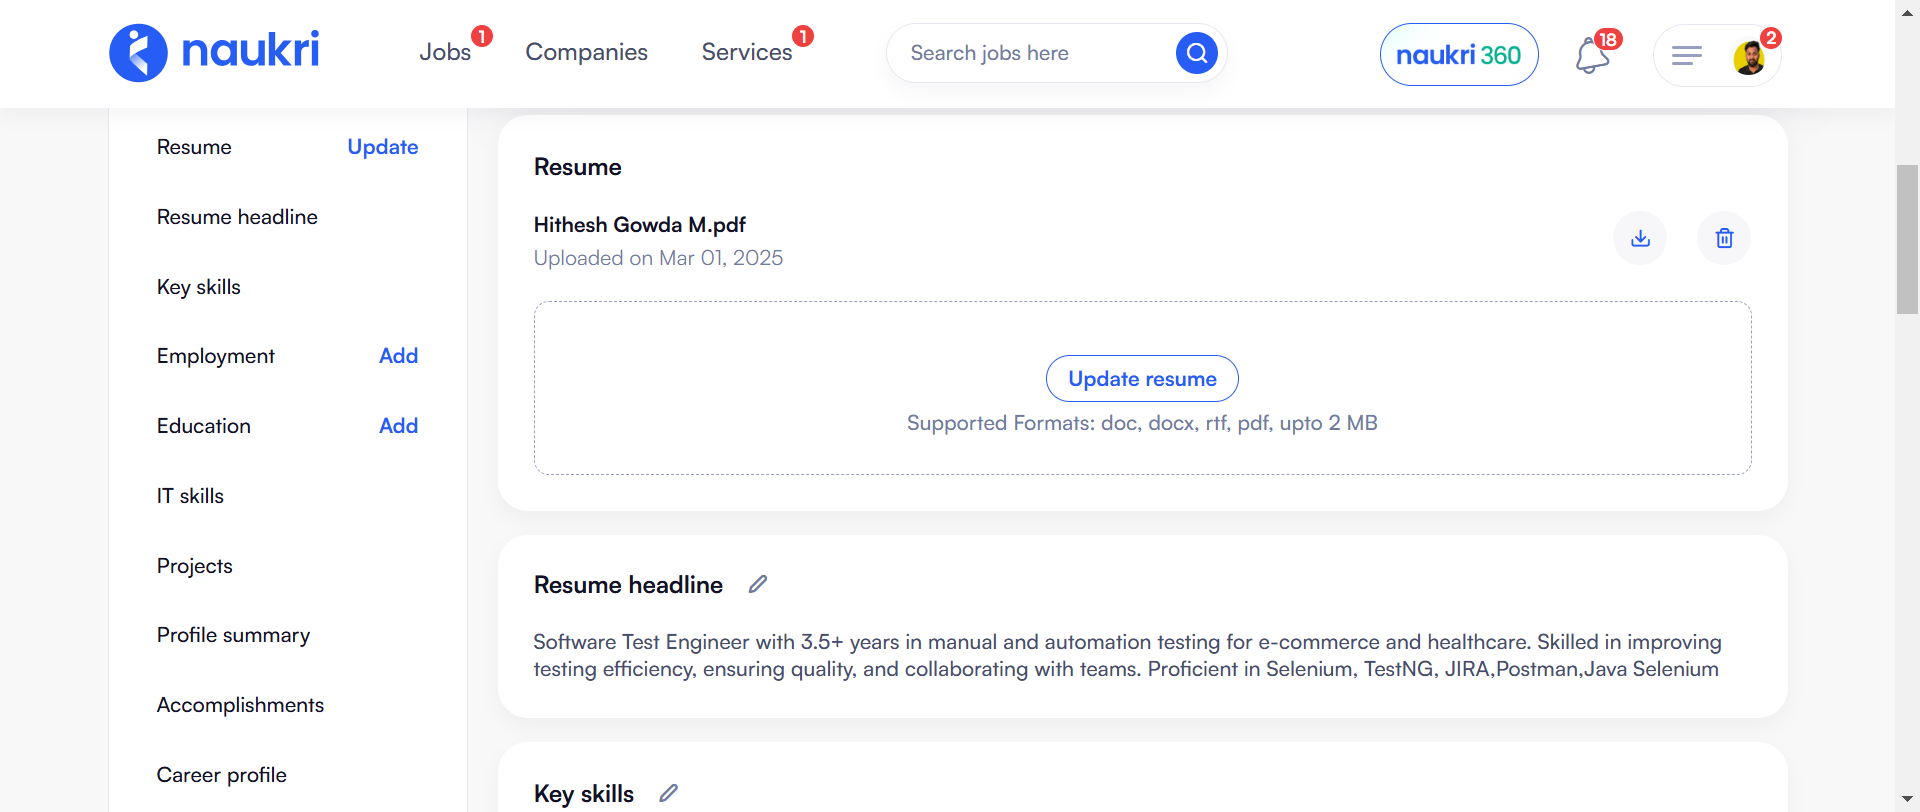 naukri
Jobs 1
Companies
Services 1
Search jobs here
naukri 360
18
2
Resume Update
Resume headline
Key skills
Employment Add
Education Add
IT skills
Projects
Profile summary
Accomplishments
Career profile
Resume
Hithesh Gowda M.pdf
Uploaded on Mar 01, 2025
Update resume
Supported Formats: doc, docx, rtf, pdf, upto 2 MB
Resume headline
Software Test Engineer with 3.5+ years in manual and automation testing for e-commerce and healthcare. Skilled in improving
testing efficiency, ensuring quality, and collaborating with teams. Proficient in Selenium, TestNG, JIRA,Postman,Java Selenium
Key skills